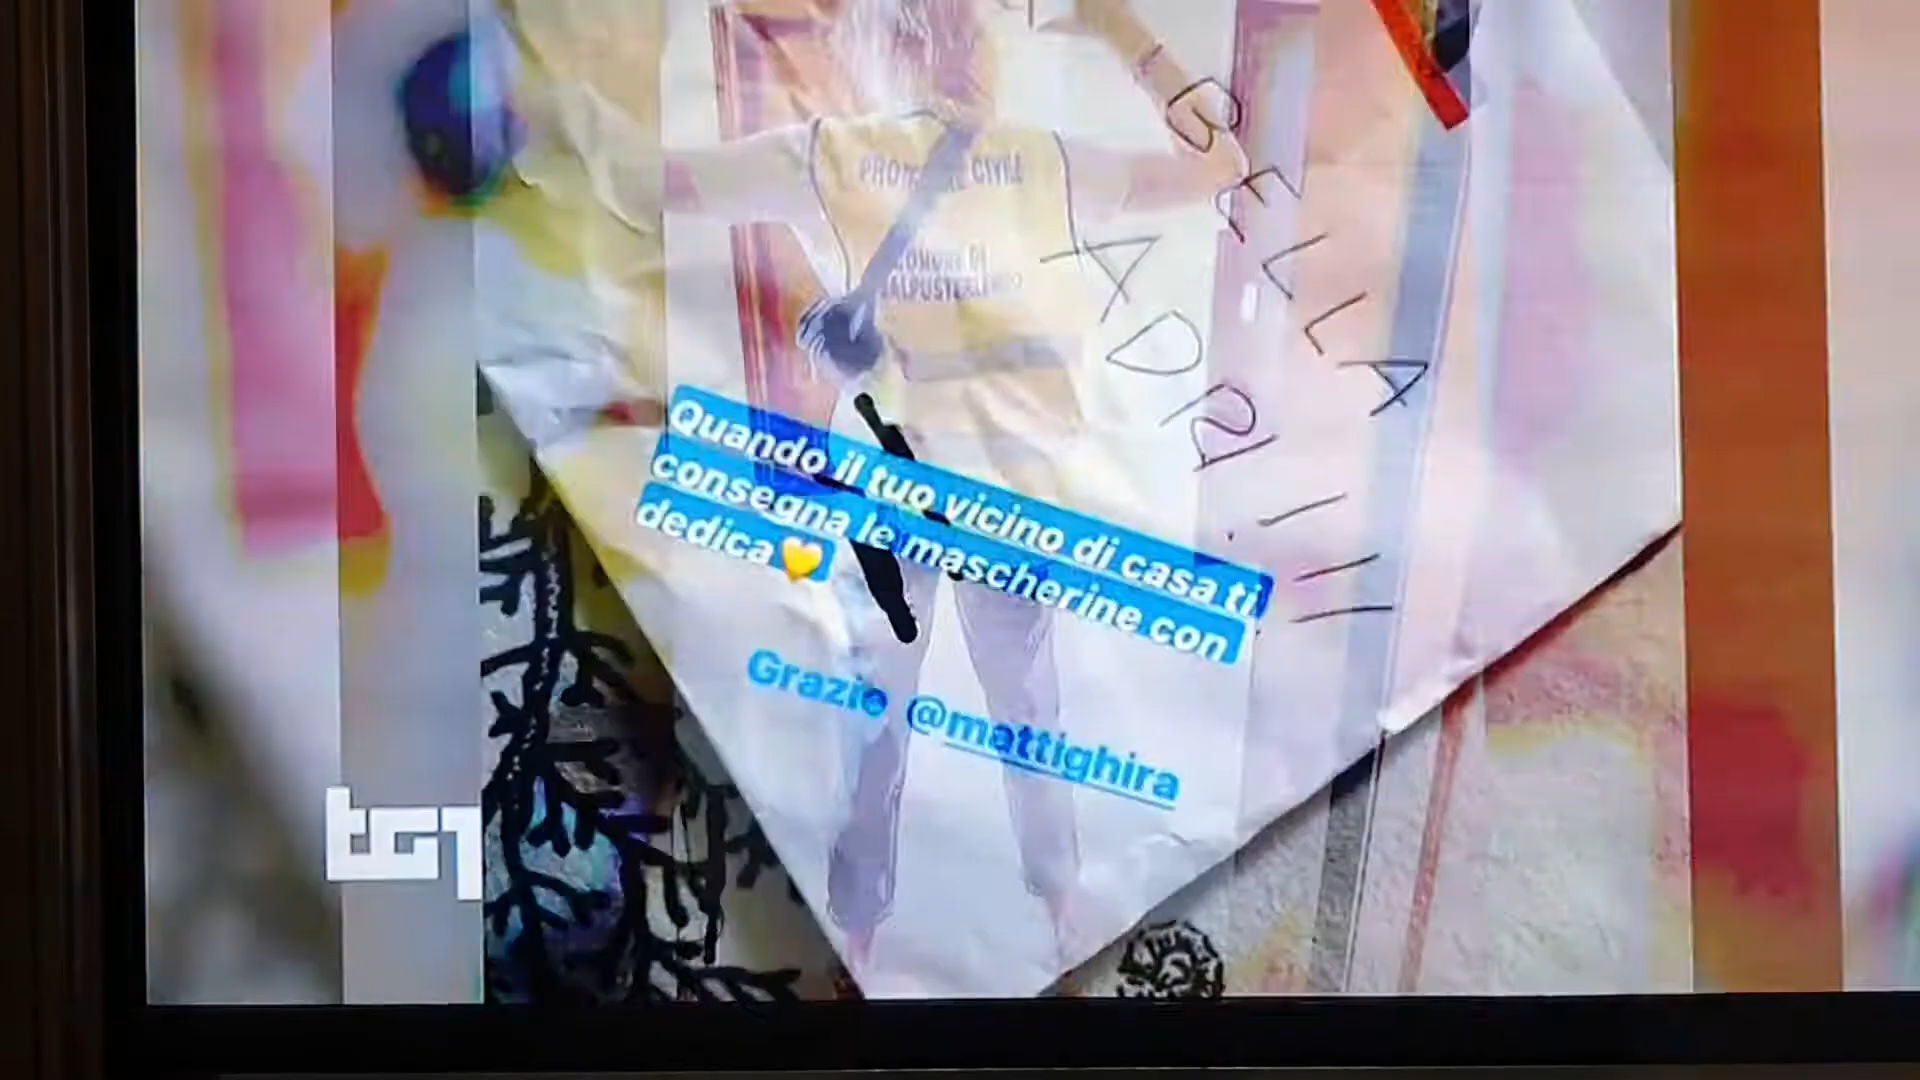 PROTEZIONE CIVILE
COMUNE DI
CASALPUSTERLENGO
BELLA
ADRI!!!
Quando il tuo vicino di casa ti
consegna le mascherine con
dedica💛
Grazie @mattighira
tg1